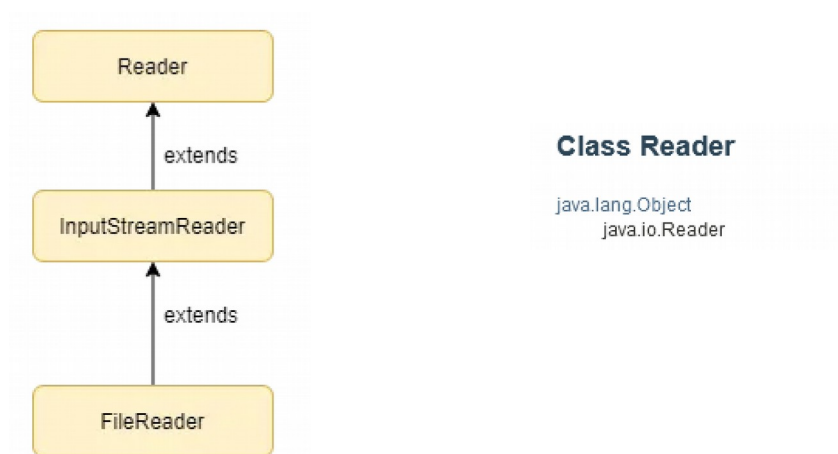 Reader
extends
InputStreamReader
extends
FileReader
Class Reader
java.lang.Object
java.io.Reader